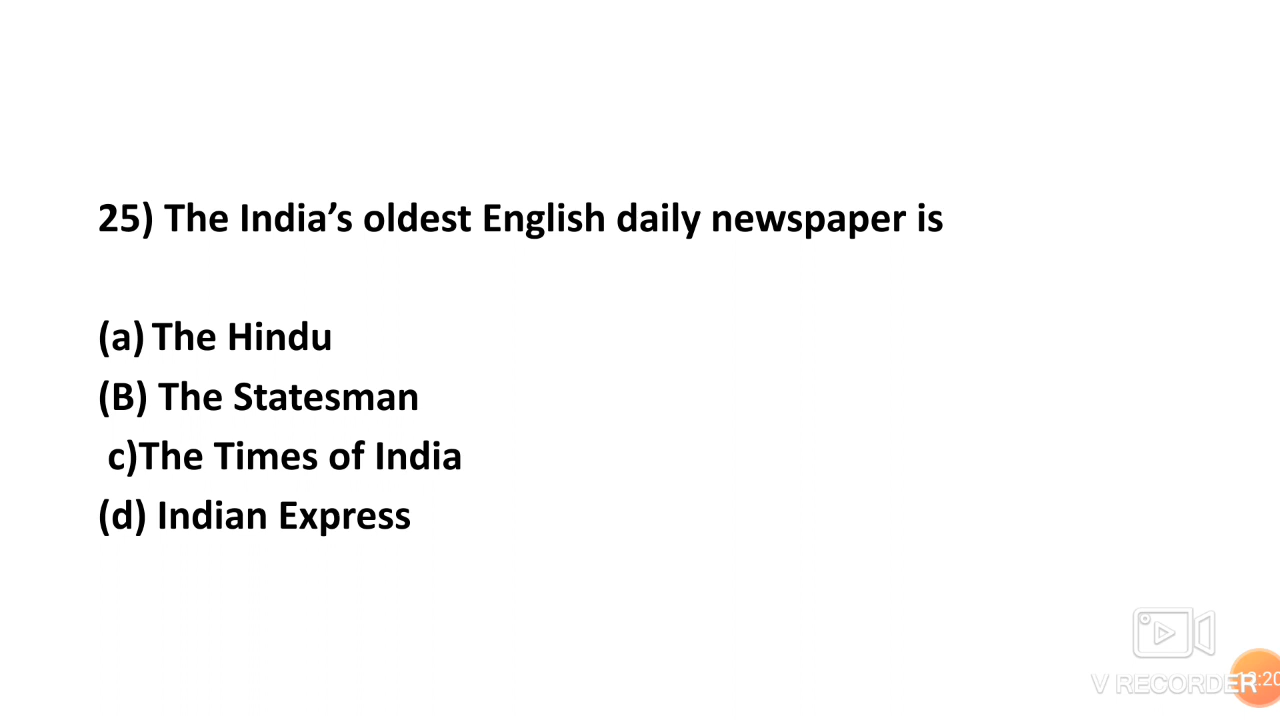 25) The India’s oldest English daily newspaper is
(a) The Hindu
(B) The Statesman
c)The Times of India
(d) Indian Express
V RECORDER